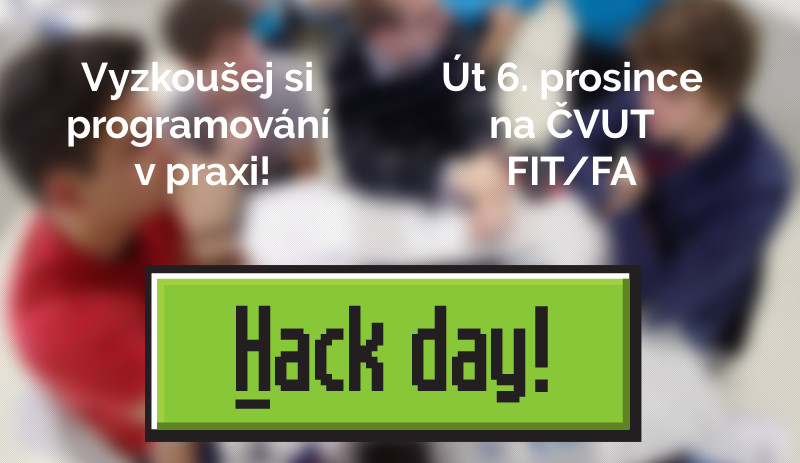 Vyzkoušej si
programování
v praxi!
Út 6. prosince
na ČVUT
FIT/FA
Hack day!